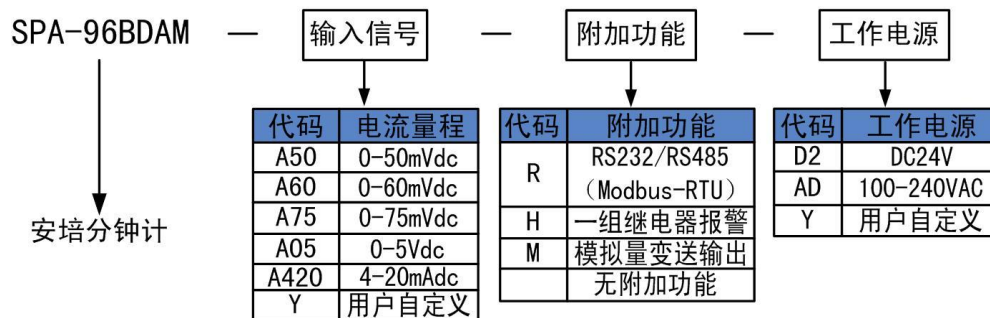 SPA-96BDAM — 输入信号 — 附加功能 — 工作电源
安培分钟计
代码 电流量程
A50 0-50mVdc
A60 0-60mVdc
A75 0-75mVdc
A05 0-5Vdc
A420 4-20mAdc
Y 用户自定义
代码 附加功能
R RS232/RS485
(Modbus-RTU)
H 一组继电器报警
M 模拟量变送输出
无附加功能
代码 工作电源
D2 DC24V
AD 100-240VAC
Y 用户自定义